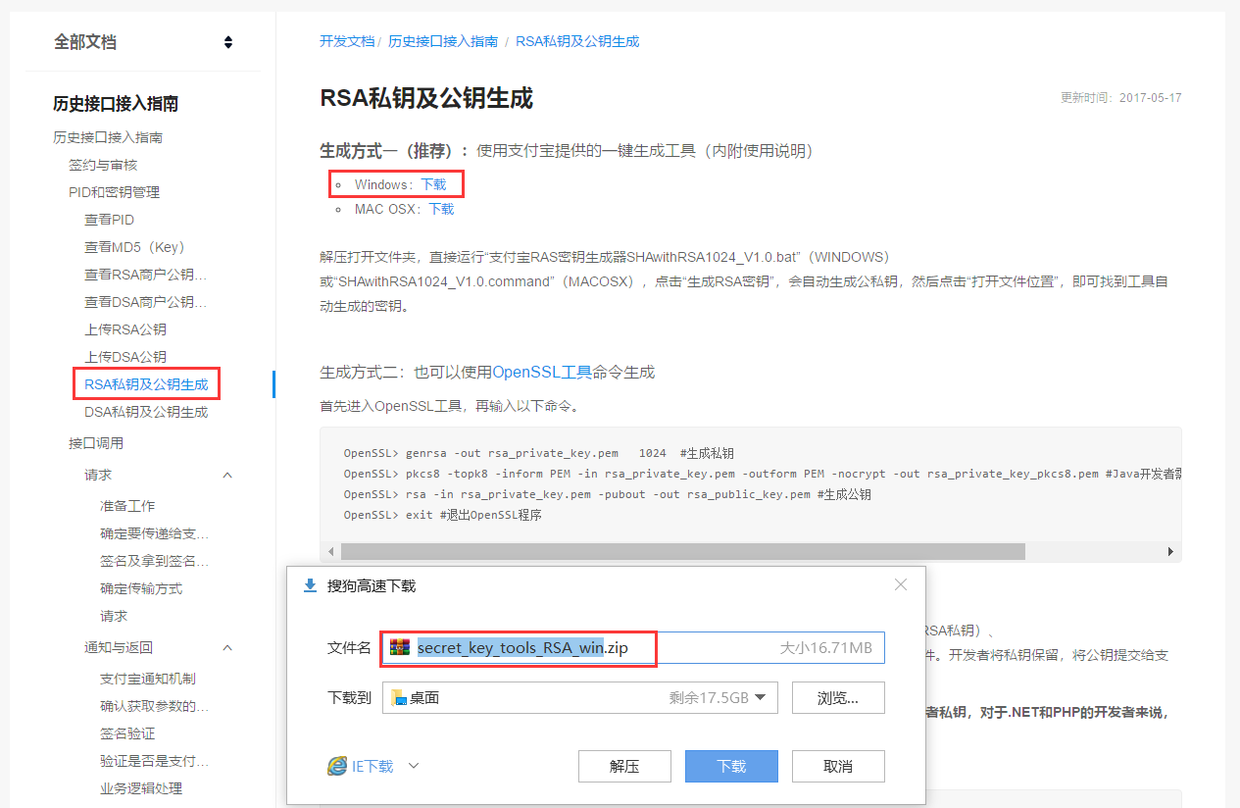 全部文档
历史接口接入指南
历史接口接入指南
签约与审核
PID和密钥管理
查看PID
查看MD5（Key）
查看RSA商户公钥...
查看DSA商户公钥...
上传RSA公钥
上传DSA公钥
RSA私钥及公钥生成
DSA私钥及公钥生成
接口调用
请求
准备工作
确定要传递给支...
签名及拿到签名...
确定传输方式
请求
通知与返回
支付宝通知机制
确认获取参数的...
签名验证
验证是否是支付...
业务逻辑处理
开发文档 / 历史接口接入指南 / RSA私钥及公钥生成
RSA私钥及公钥生成
更新时间：2017-05-17
生成方式一（推荐）：使用支付宝提供的一键生成工具（内附使用说明）
Windows：下载
MAC OSX：下载
解压打开文件夹，直接运行“支付宝RAS密钥生成器SHAwithRSA1024_V1.0.bat”（WINDOWS）
或“SHAwithRSA1024_V1.0.command”（MACOSX），点击“生成RSA密钥”，会自动生成公私钥，然后点击“打开文件位置”，即可找到工具自
动生成的密钥。
生成方式二：也可以使用OpenSSL工具命令生成
首先进入OpenSSL工具，再输入以下命令。
OpenSSL> genrsa -out rsa_private_key.pem 1024 #生成私钥
OpenSSL> pkcs8 -topk8 -inform PEM -in rsa_private_key.pem -outform PEM -nocrypt -out rsa_private_key_pkcs8.pem #Java开发者
OpenSSL> rsa -in rsa_private_key.pem -pubout -out rsa_public_key.pem #生成公钥
OpenSSL> exit #退出OpenSSL程序
RSA私钥）、
件。开发者将私钥保留，将公钥提交给支
者私钥，对于.NET和PHP的开发者来说，
搜狗高速下载
文件名 secret_key_tools_RSA_win.zip 大小16.71MB
下载到 桌面 剩余17.5GB 浏览...
IE下载 解压 下载 取消